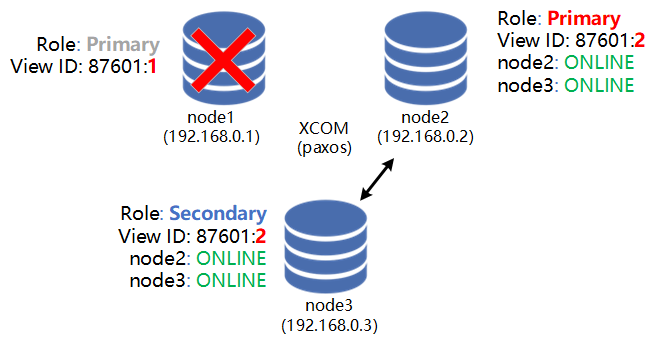 Role: Primary
View ID: 87601:1
node1
(192.168.0.1)
Role: Primary
View ID: 87601:2
node2: ONLINE
node3: ONLINE
node2
(192.168.0.2)
XCOM
(paxos)
Role: Secondary
View ID: 87601:2
node2: ONLINE
node3: ONLINE
node3
(192.168.0.3)